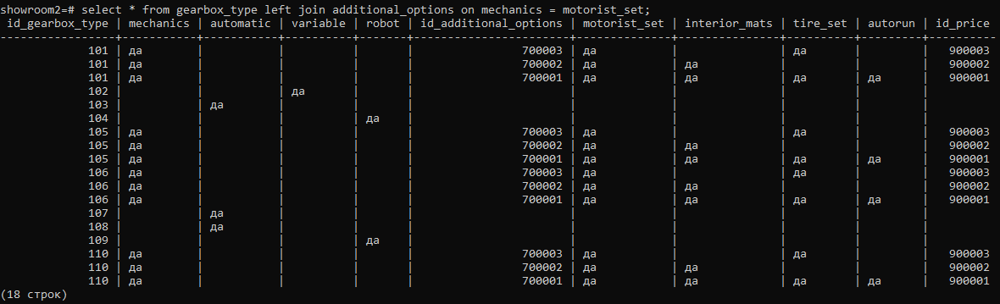 showroom2=# select * from gearbox_type left join additional_options on mechanics = motorist_set;
 id_gearbox_type | mechanics | automatic | variable | robot | id_additional_options | motorist_set | interior_mats | tire_set | autorun | id_price
-----------------+-----------+-----------+----------+-------+-----------------------+--------------+---------------+----------+---------+----------
             101 | да        |           |          |       |                700003 | да           |               | да       |         |   900003
             101 | да        |           |          |       |                700002 | да           | да            |          |         |   900002
             101 | да        |           |          |       |                700001 | да           | да            | да       | да      |   900001
             102 |           |           | да       |       |                       |              |               |          |         |
             103 |           | да        |          |       |                       |              |               |          |         |
             104 |           |           |          | да    |                       |              |               |          |         |
             105 | да        |           |          |       |                700003 | да           |               | да       |         |   900003
             105 | да        |           |          |       |                700002 | да           | да            |          |         |   900002
             105 | да        |           |          |       |                700001 | да           | да            | да       | да      |   900001
             106 | да        |           |          |       |                700003 | да           |               | да       |         |   900003
             106 | да        |           |          |       |                700002 | да           | да            |          |         |   900002
             106 | да        |           |          |       |                700001 | да           | да            | да       | да      |   900001
             107 |           | да        |          |       |                       |              |               |          |         |
             108 |           | да        |          |       |                       |              |               |          |         |
             109 |           |           |          | да    |                       |              |               |          |         |
             110 | да        |           |          |       |                700003 | да           |               | да       |         |   900003
             110 | да        |           |          |       |                700002 | да           | да            |          |         |   900002
             110 | да        |           |          |       |                700001 | да           | да            | да       | да      |   900001
(18 строк)